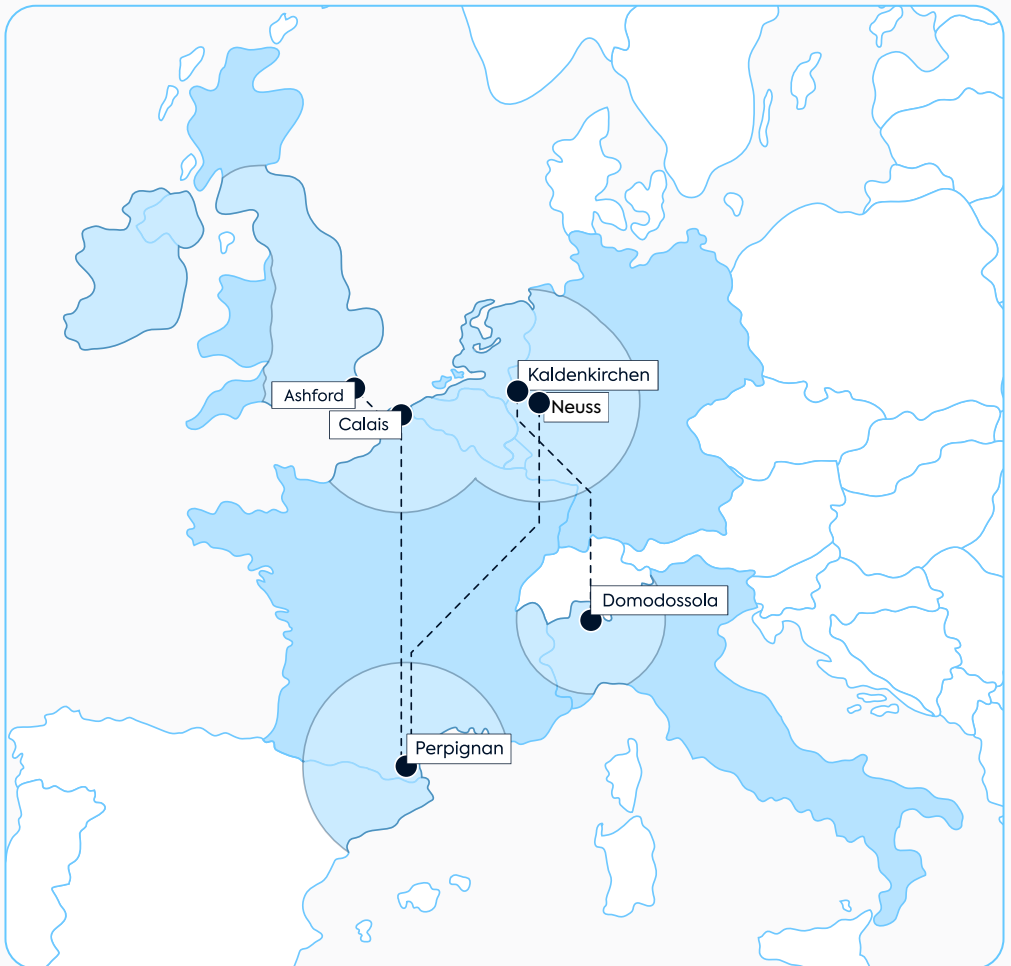 Kaldenkirchen
Ashford
Neuss
Calais
Domodossola
Perpignan